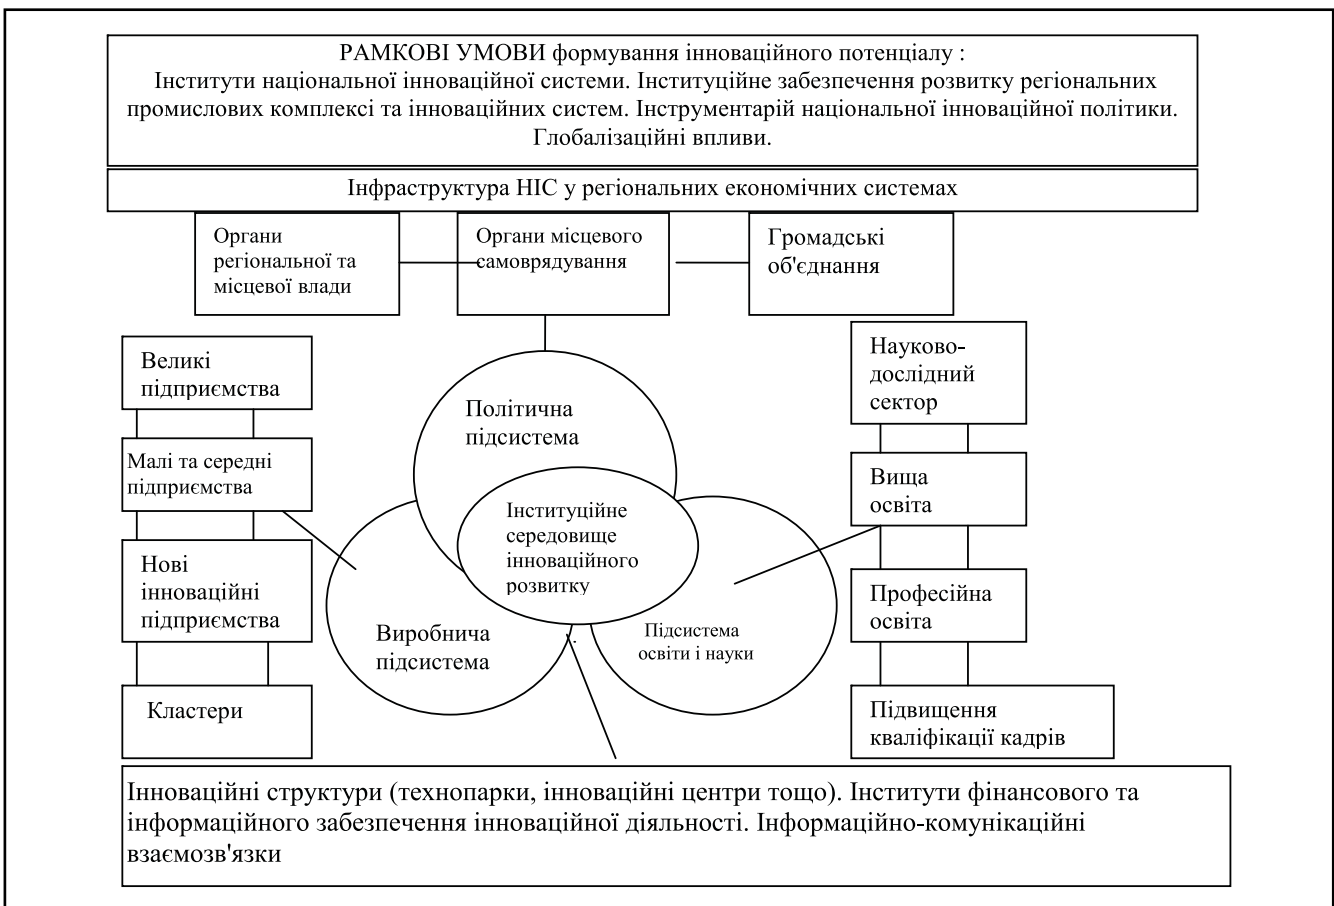 РАМКОВІ УМОВИ формування інноваційного потенціалу :
Інститути національної інноваційної системи. Інституційне забезпечення розвитку регіональних
промислових комплексі та інноваційних систем. Інструментарій національної інноваційної політики.
Глобалізаційні впливи.
Інфраструктура НІС у регіональних економічних системах
Органи
регіональної та
місцевої влади
Органи місцевого
самоврядування
Громадські
об'єднання
Великі
підприємства
Малі та середні
підприємства
Нові
інноваційні
підприємства
Кластери
Політична
підсистема
Інституційне
середовище
інноваційного
розвитку
Виробнича
підсистема
Підсистема
освіти і науки
Науково-
дослідний
сектор
Вища
освіта
Професійна
освіта
Підвищення
кваліфікації кадрів
Інноваційні структури (технопарки, інноваційні центри тощо). Інститути фінансового та
інформаційного забезпечення інноваційної діяльності. Інформаційно-комунікаційні
взаємозв'язки